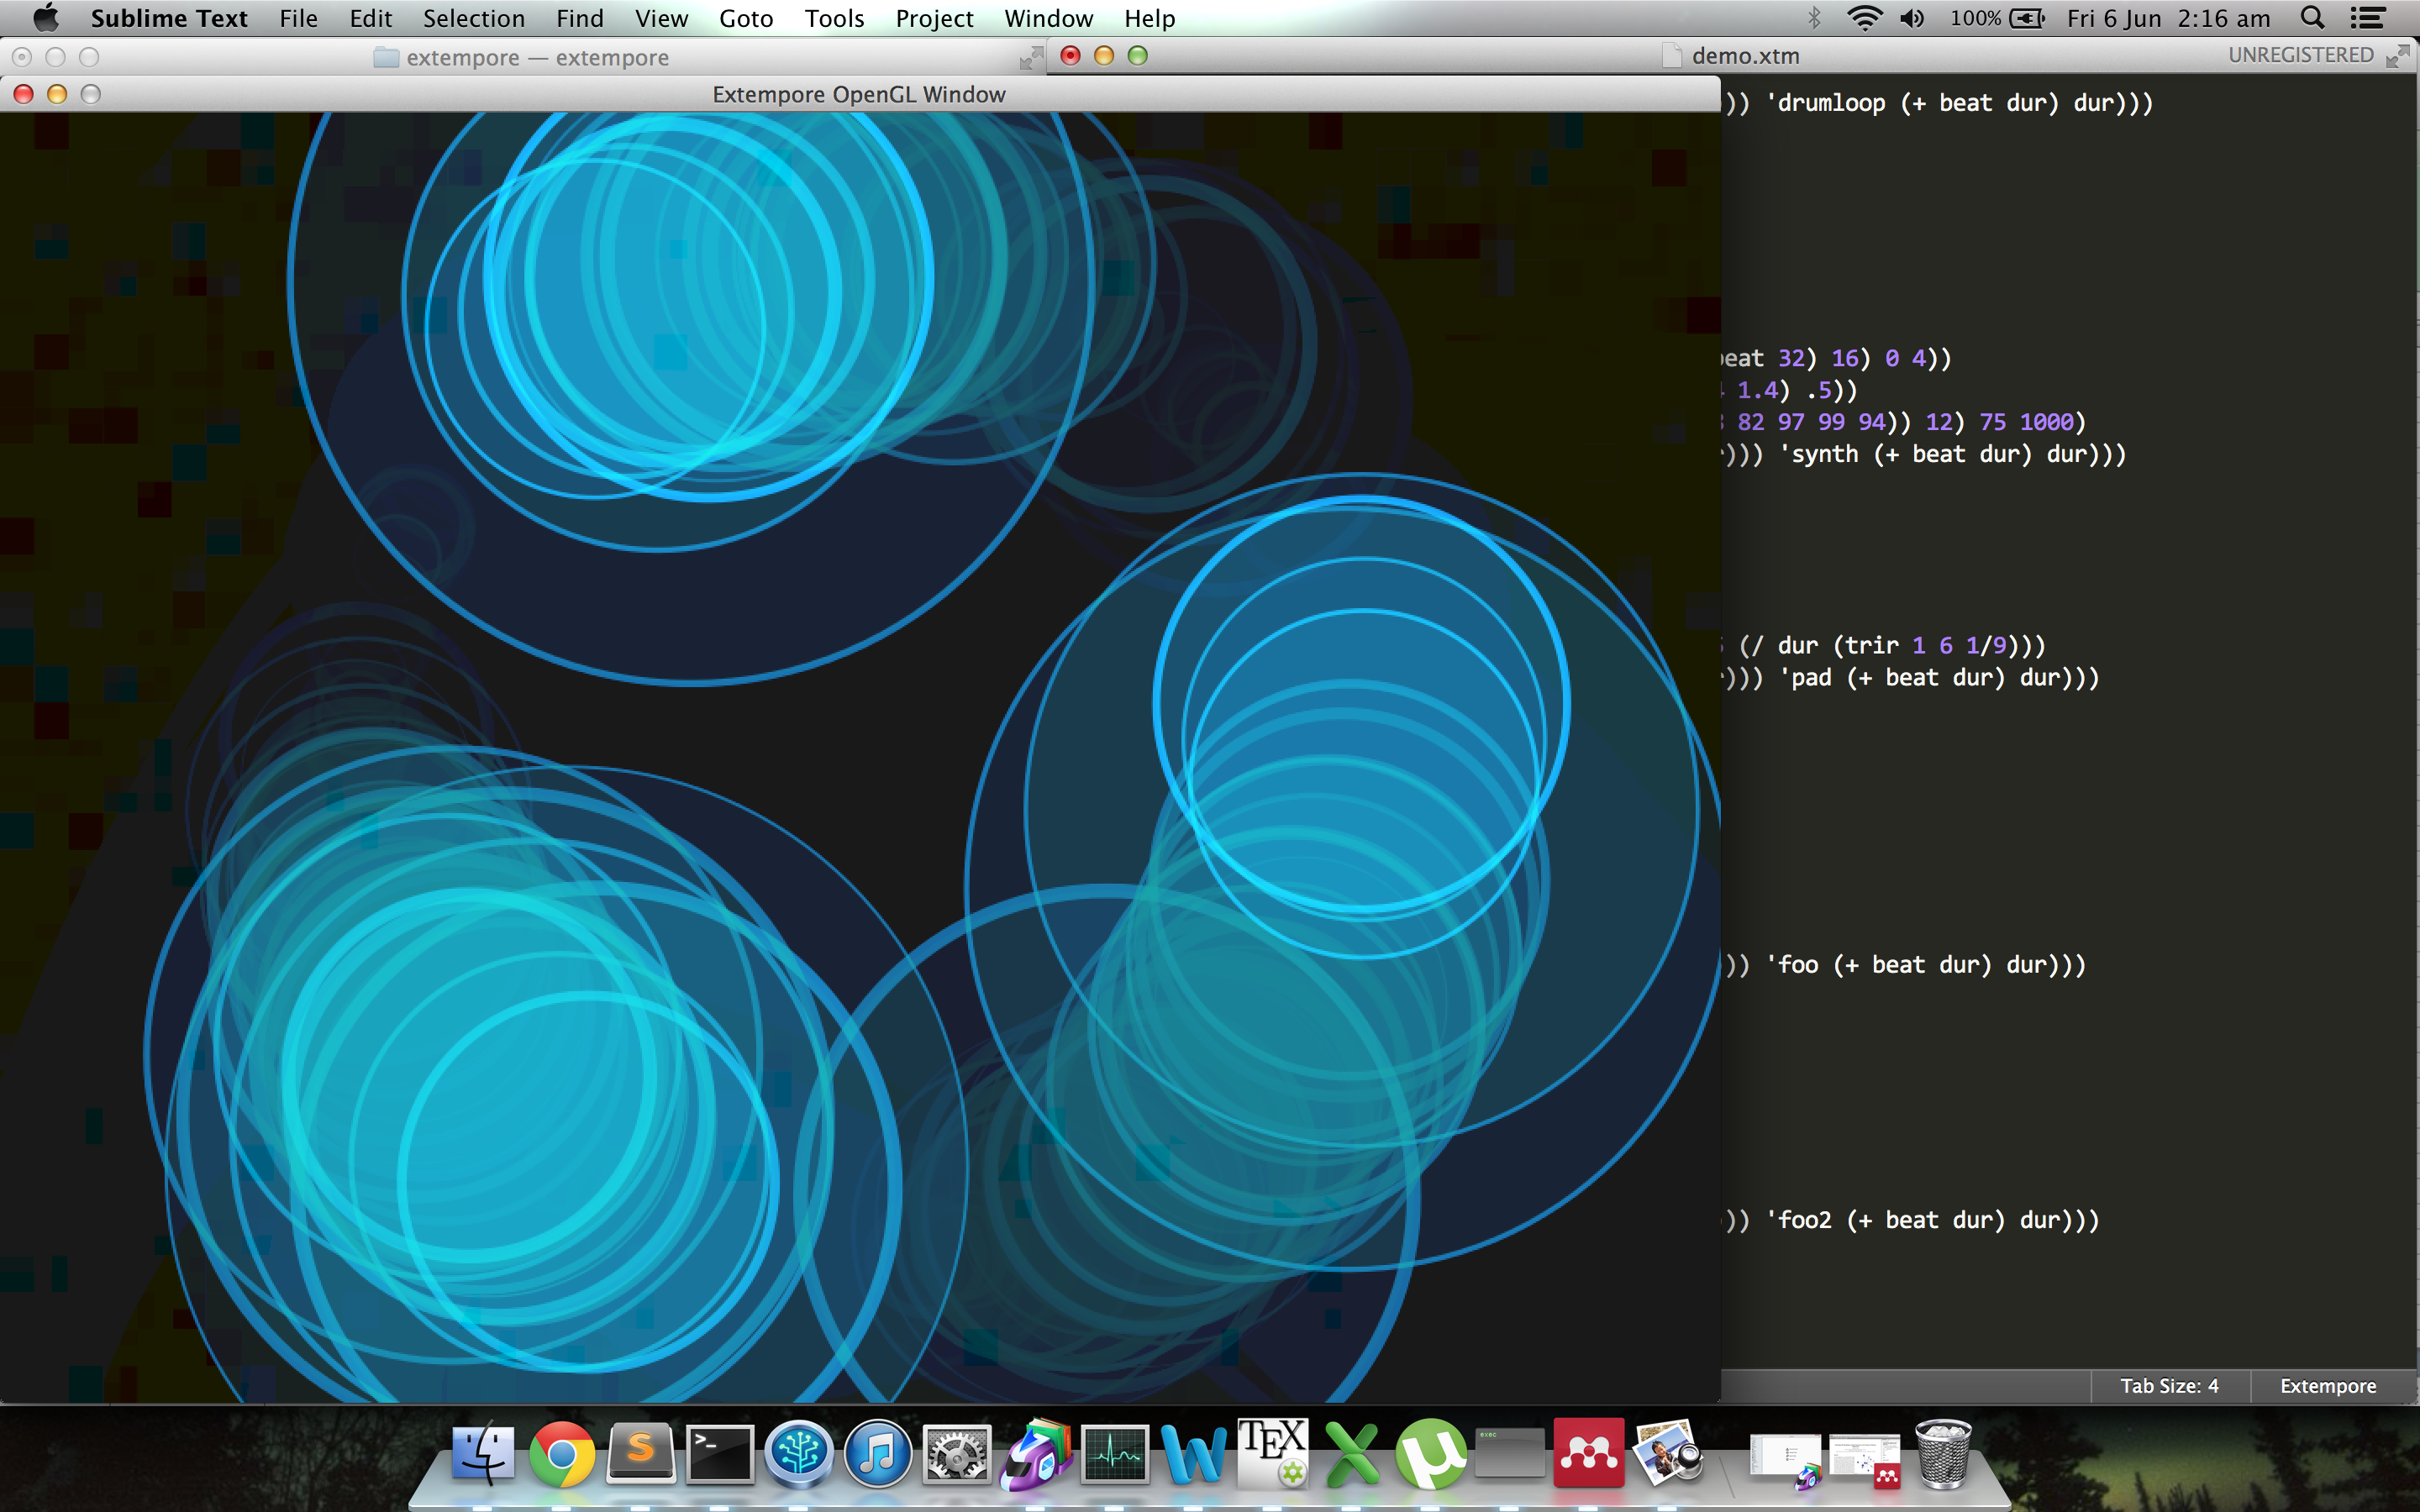 Sublime Text File Edit Selection Find View Goto Tools Project Window Help 100% Fri 6 Jun 2:16 am
extempore — extempore
demo.xtm UNREGISTERED
Extempore OpenGL Window
)) 'drumloop (+ beat dur) dur)))
beat 32) 16) 0 4))
1.4) .5))
82 97 99 94)) 12) 75 1000)
))) 'synth (+ beat dur) dur)))
(/ dur (trir 1 6 1/9)))
))) 'pad (+ beat dur) dur)))
)) 'foo (+ beat dur) dur)))
)) 'foo2 (+ beat dur) dur)))
Tab Size: 4 Extempore
S
>_
W
TEX
X
µ
exec